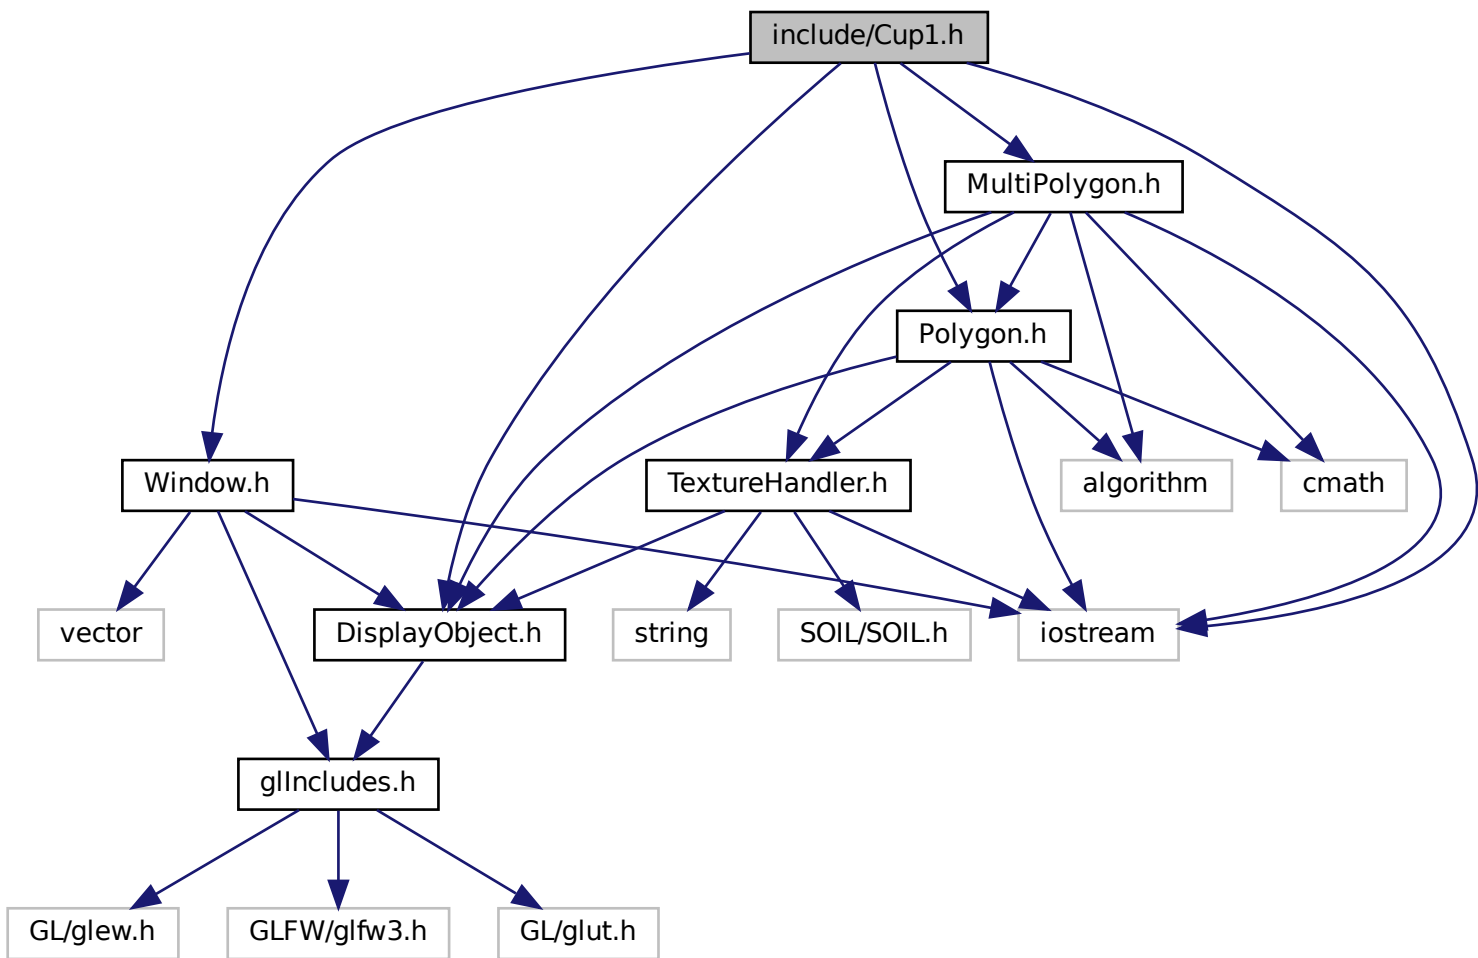 include/Cup1.h
MultiPolygon.h
Polygon.h
Window.h
TextureHandler.h
algorithm
cmath
vector
DisplayObject.h
string
SOIL/SOIL.h
iostream
glIncludes.h
GL/glew.h
GLFW/glfw3.h
GL/glut.h